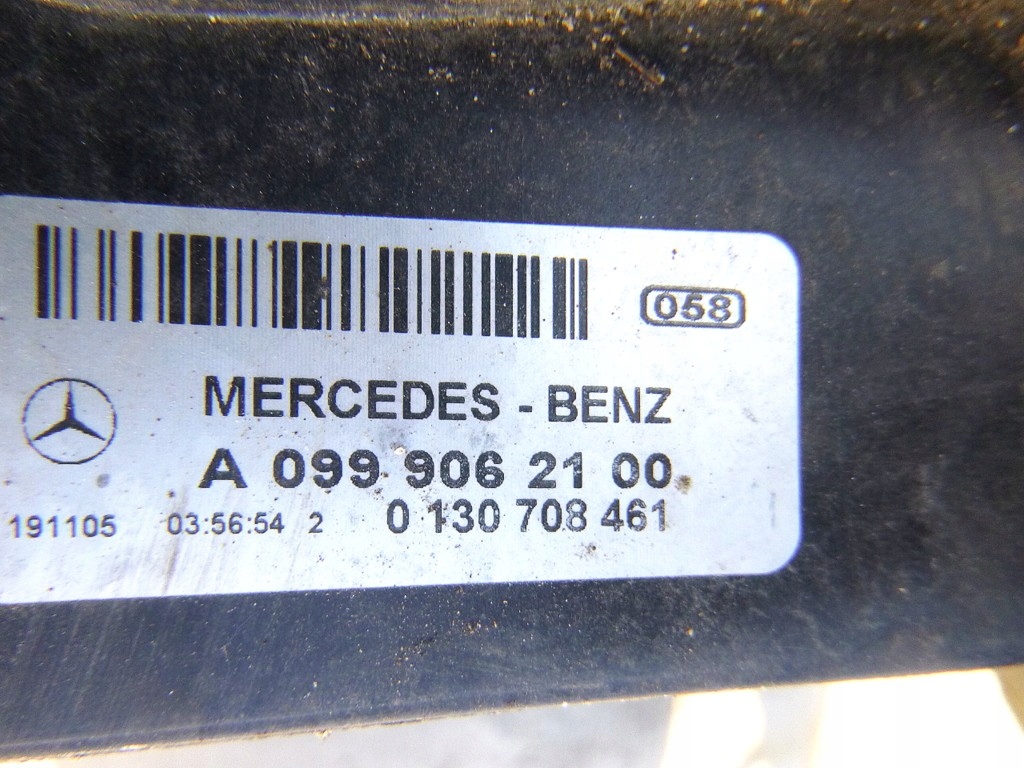 058
MERCEDES - BENZ
A 099 906 21 00
191105 03:56:54 2 0 130 708 461